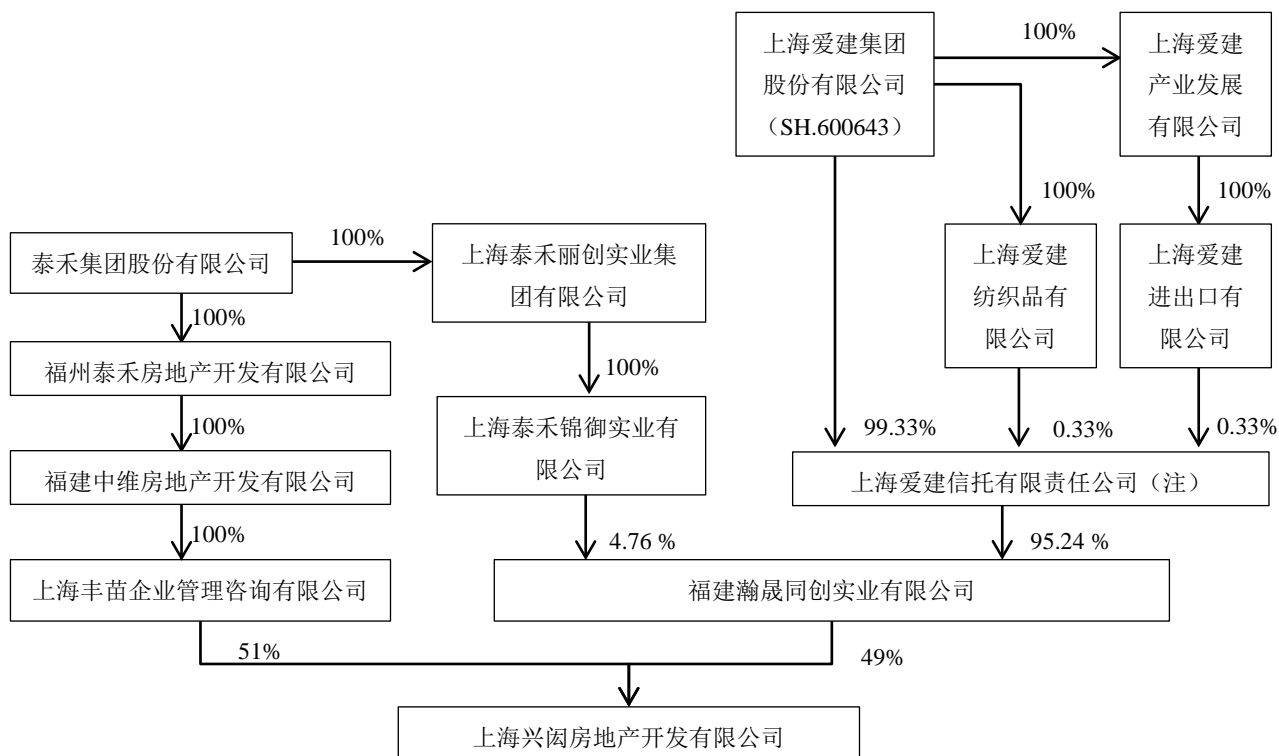 上海爱建集团
股份有限公司
（SH.600643）
100%
上海爱建
产业发展
有限公司
100%
100%
泰禾集团股份有限公司
100%
上海泰禾丽创实业集
团有限公司
上海爱建
纺织品有
限公司
上海爱建
进出口有
限公司
100%
福州泰禾房地产开发有限公司
100%
100%
上海泰禾锦御实业有
限公司
99.33%
0.33%
0.33%
福建中维房地产开发有限公司
上海爱建信托有限责任公司（注）
100%
4.76 %
95.24 %
上海丰苗企业管理咨询有限公司
福建瀚晟同创实业有限公司
51%
49%
上海兴闳房地产开发有限公司